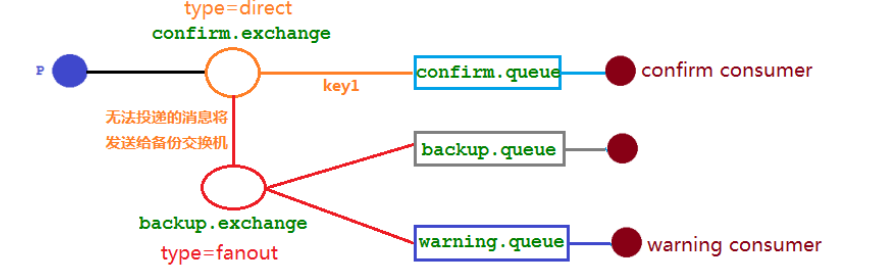 type=direct
confirm.exchange
P
key1
confirm.queue
confirm consumer
无法投递的消息将
发送给备份交换机
backup.queue
backup.exchange
type=fanout
warning.queue
warning consumer